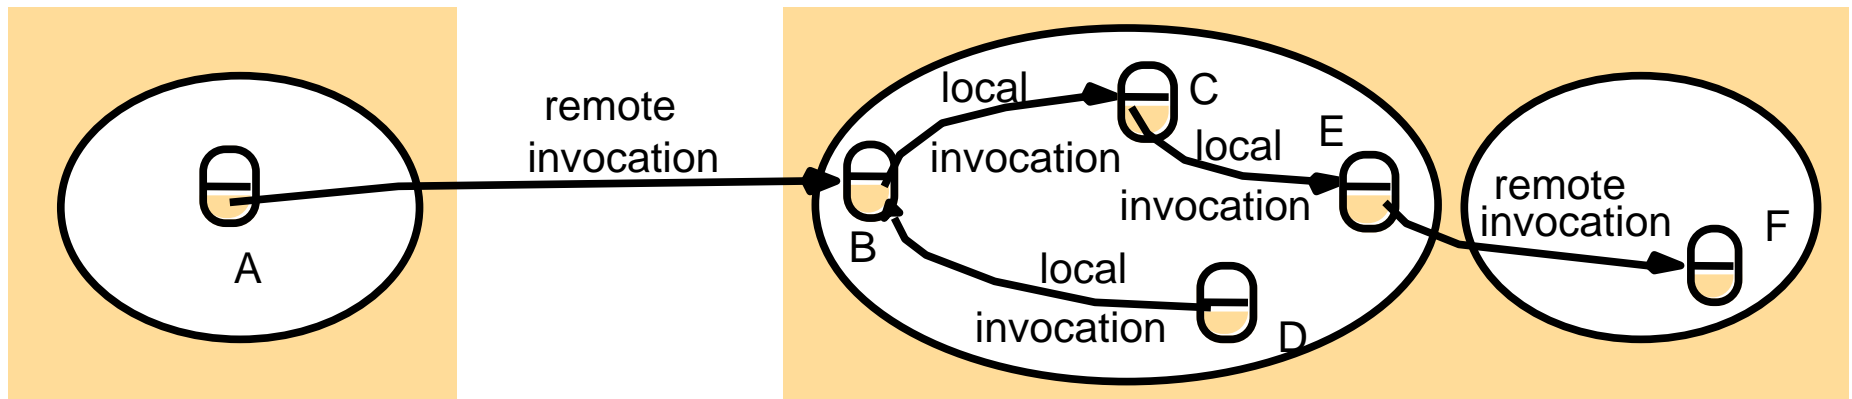 remote
invocation
A
local
C
invocation
local
E
invocation
B
local
invocation
D
remote
invocation
F